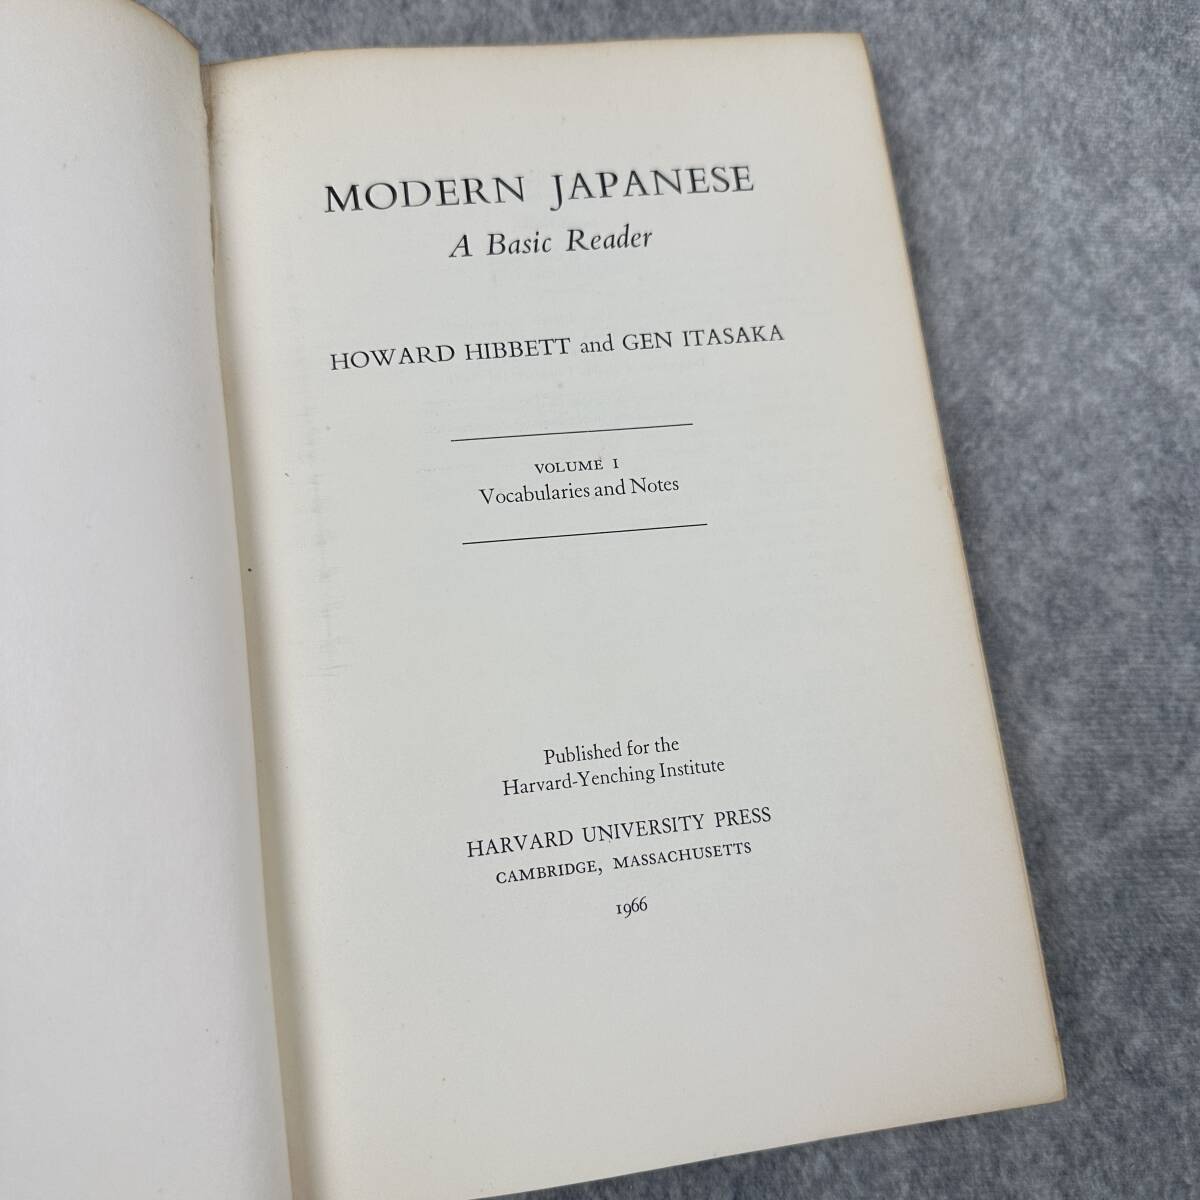 MODERN JAPANESE
A Basic Reader
HOWARD HIBBETT and GEN ITASAKA
VOLUME I
Vocabularies and Notes
Published for the
Harvard-Yenching Institute
HARVARD UNIVERSITY PRESS
CAMBRIDGE, MASSACHUSETTS
1966